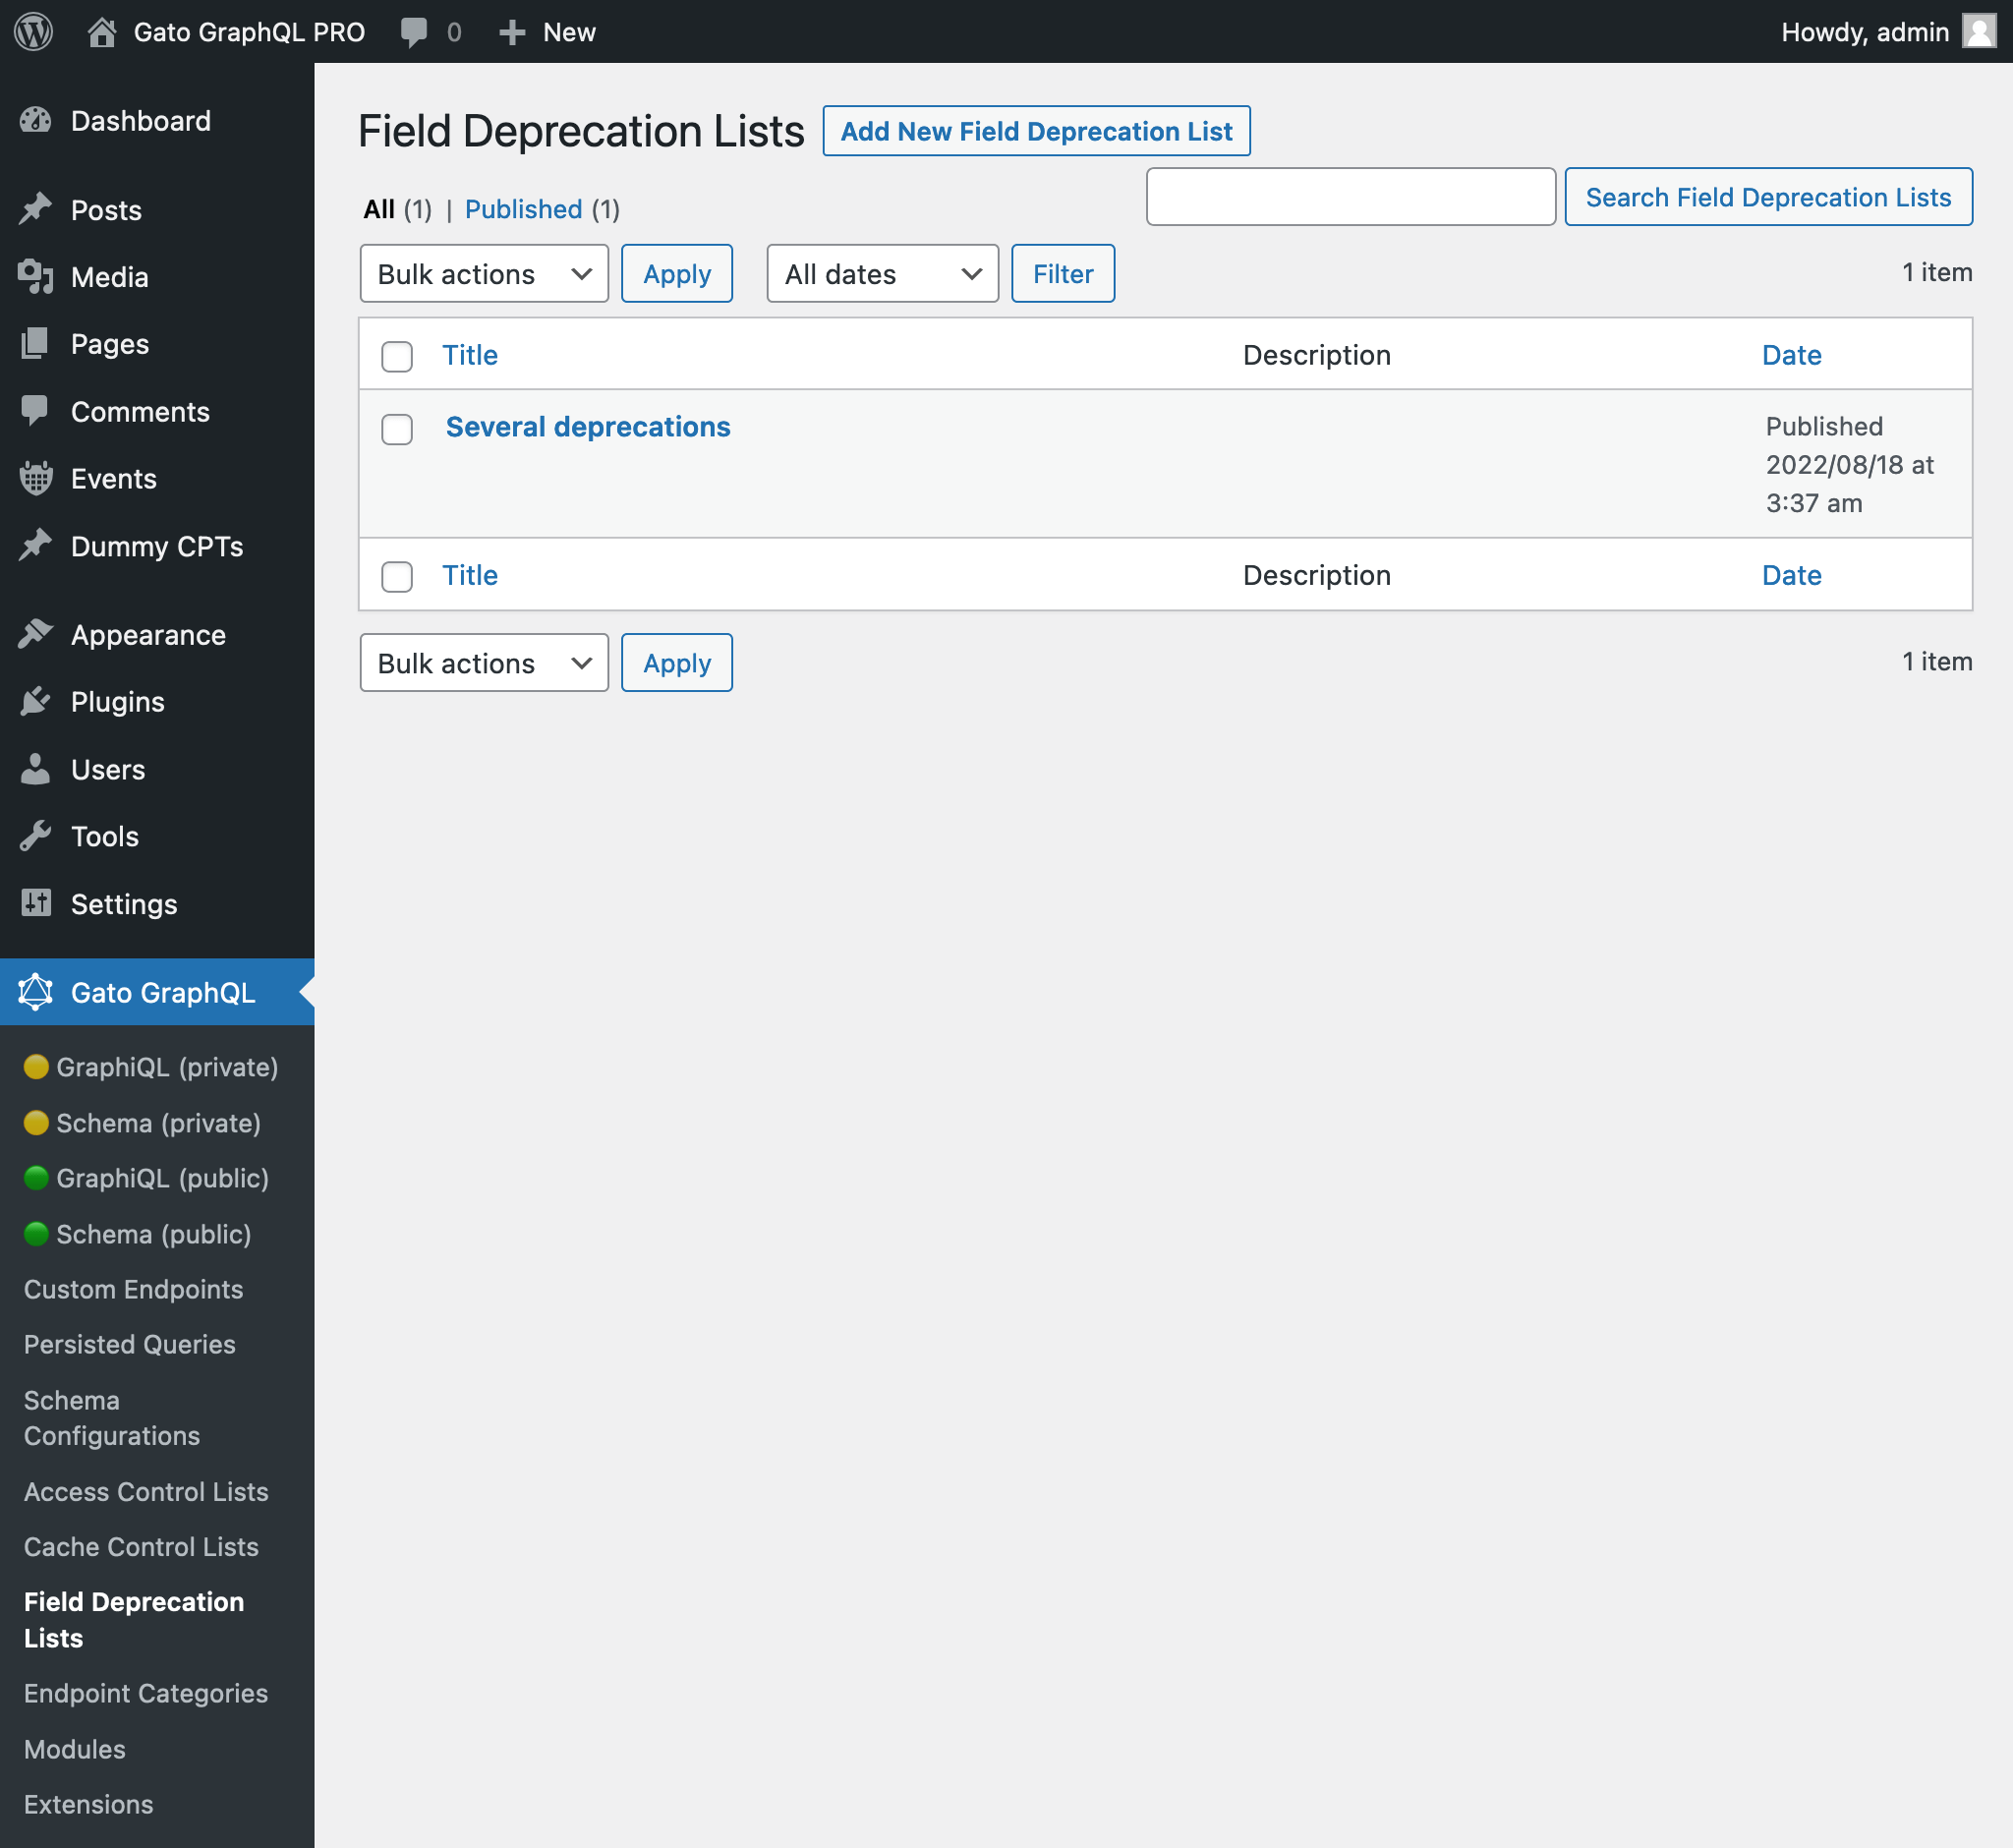 Gato GraphQL PRO 0 New Howdy, admin
Dashboard
Posts
Media
Pages
Comments
Events
Dummy CPTs
Appearance
Plugins
Users
Tools
Settings
Gato GraphQL
GraphiQL (private)
Schema (private)
GraphiQL (public)
Schema (public)
Custom Endpoints
Persisted Queries
Schema
Configurations
Access Control Lists
Cache Control Lists
Field Deprecation
Lists
Endpoint Categories
Modules
Extensions
Field Deprecation Lists Add New Field Deprecation List
All (1) | Published (1) Search Field Deprecation Lists
Bulk actions Apply All dates Filter 1 item
Title Description Date
Several deprecations Published
2022/08/18 at
3:37 am
Title Description Date
Bulk actions Apply 1 item